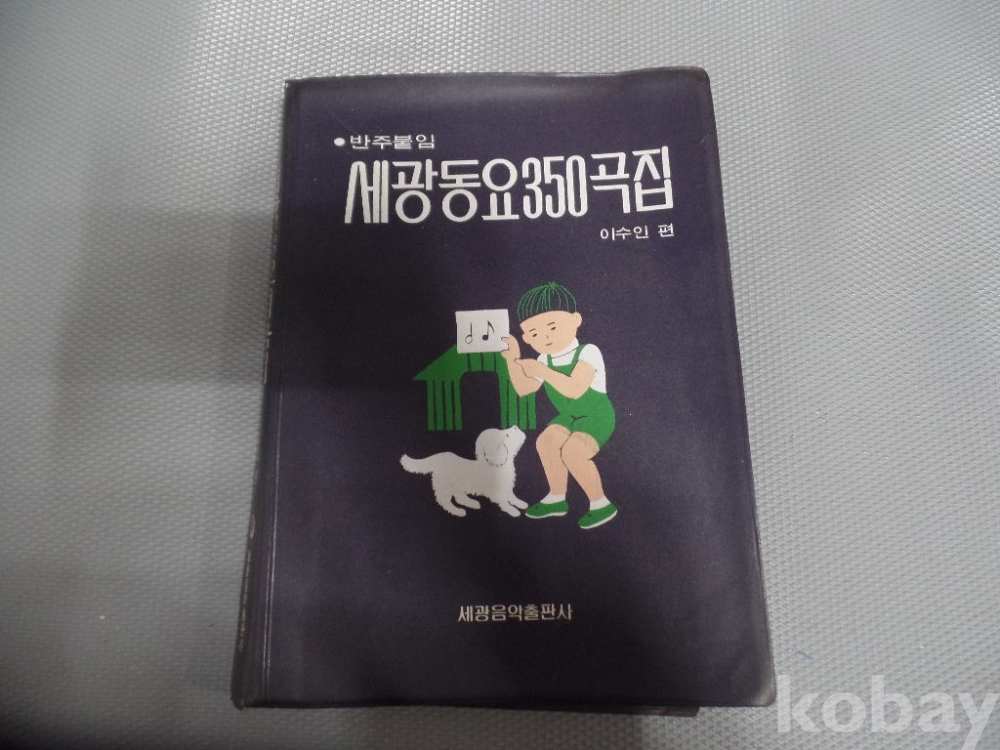 ●반주붙임
세광동요350곡집
이수인 편
세광음악출판사
kobay